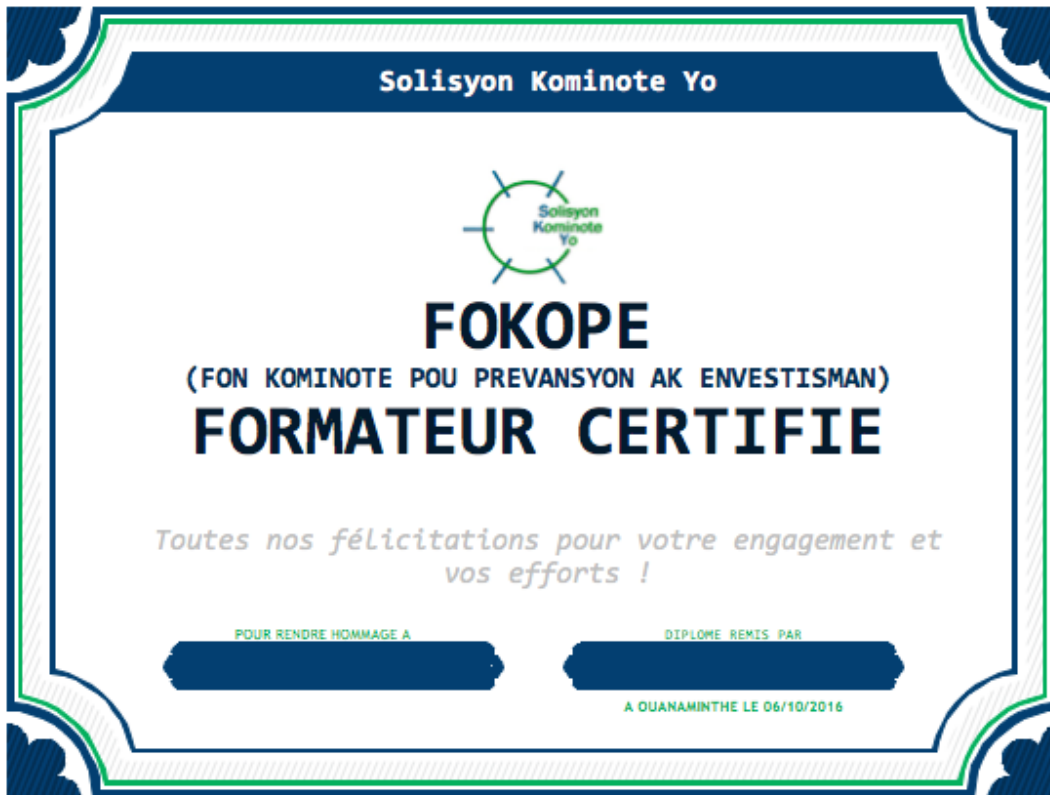 Solisyon Kominote Yo
Solisyon
Kominote
Yo
FOKOPE
(FON KOMINOTE POU PREVANSYON AK ENVESTISMAN)
FORMATEUR CERTIFIE
Toutes nos félicitations pour votre engagement et
vos efforts !
POUR RENDRE HOMMAGE A
DIPLOME REMIS PAR
A OUANAMINTHE LE 06/10/2016